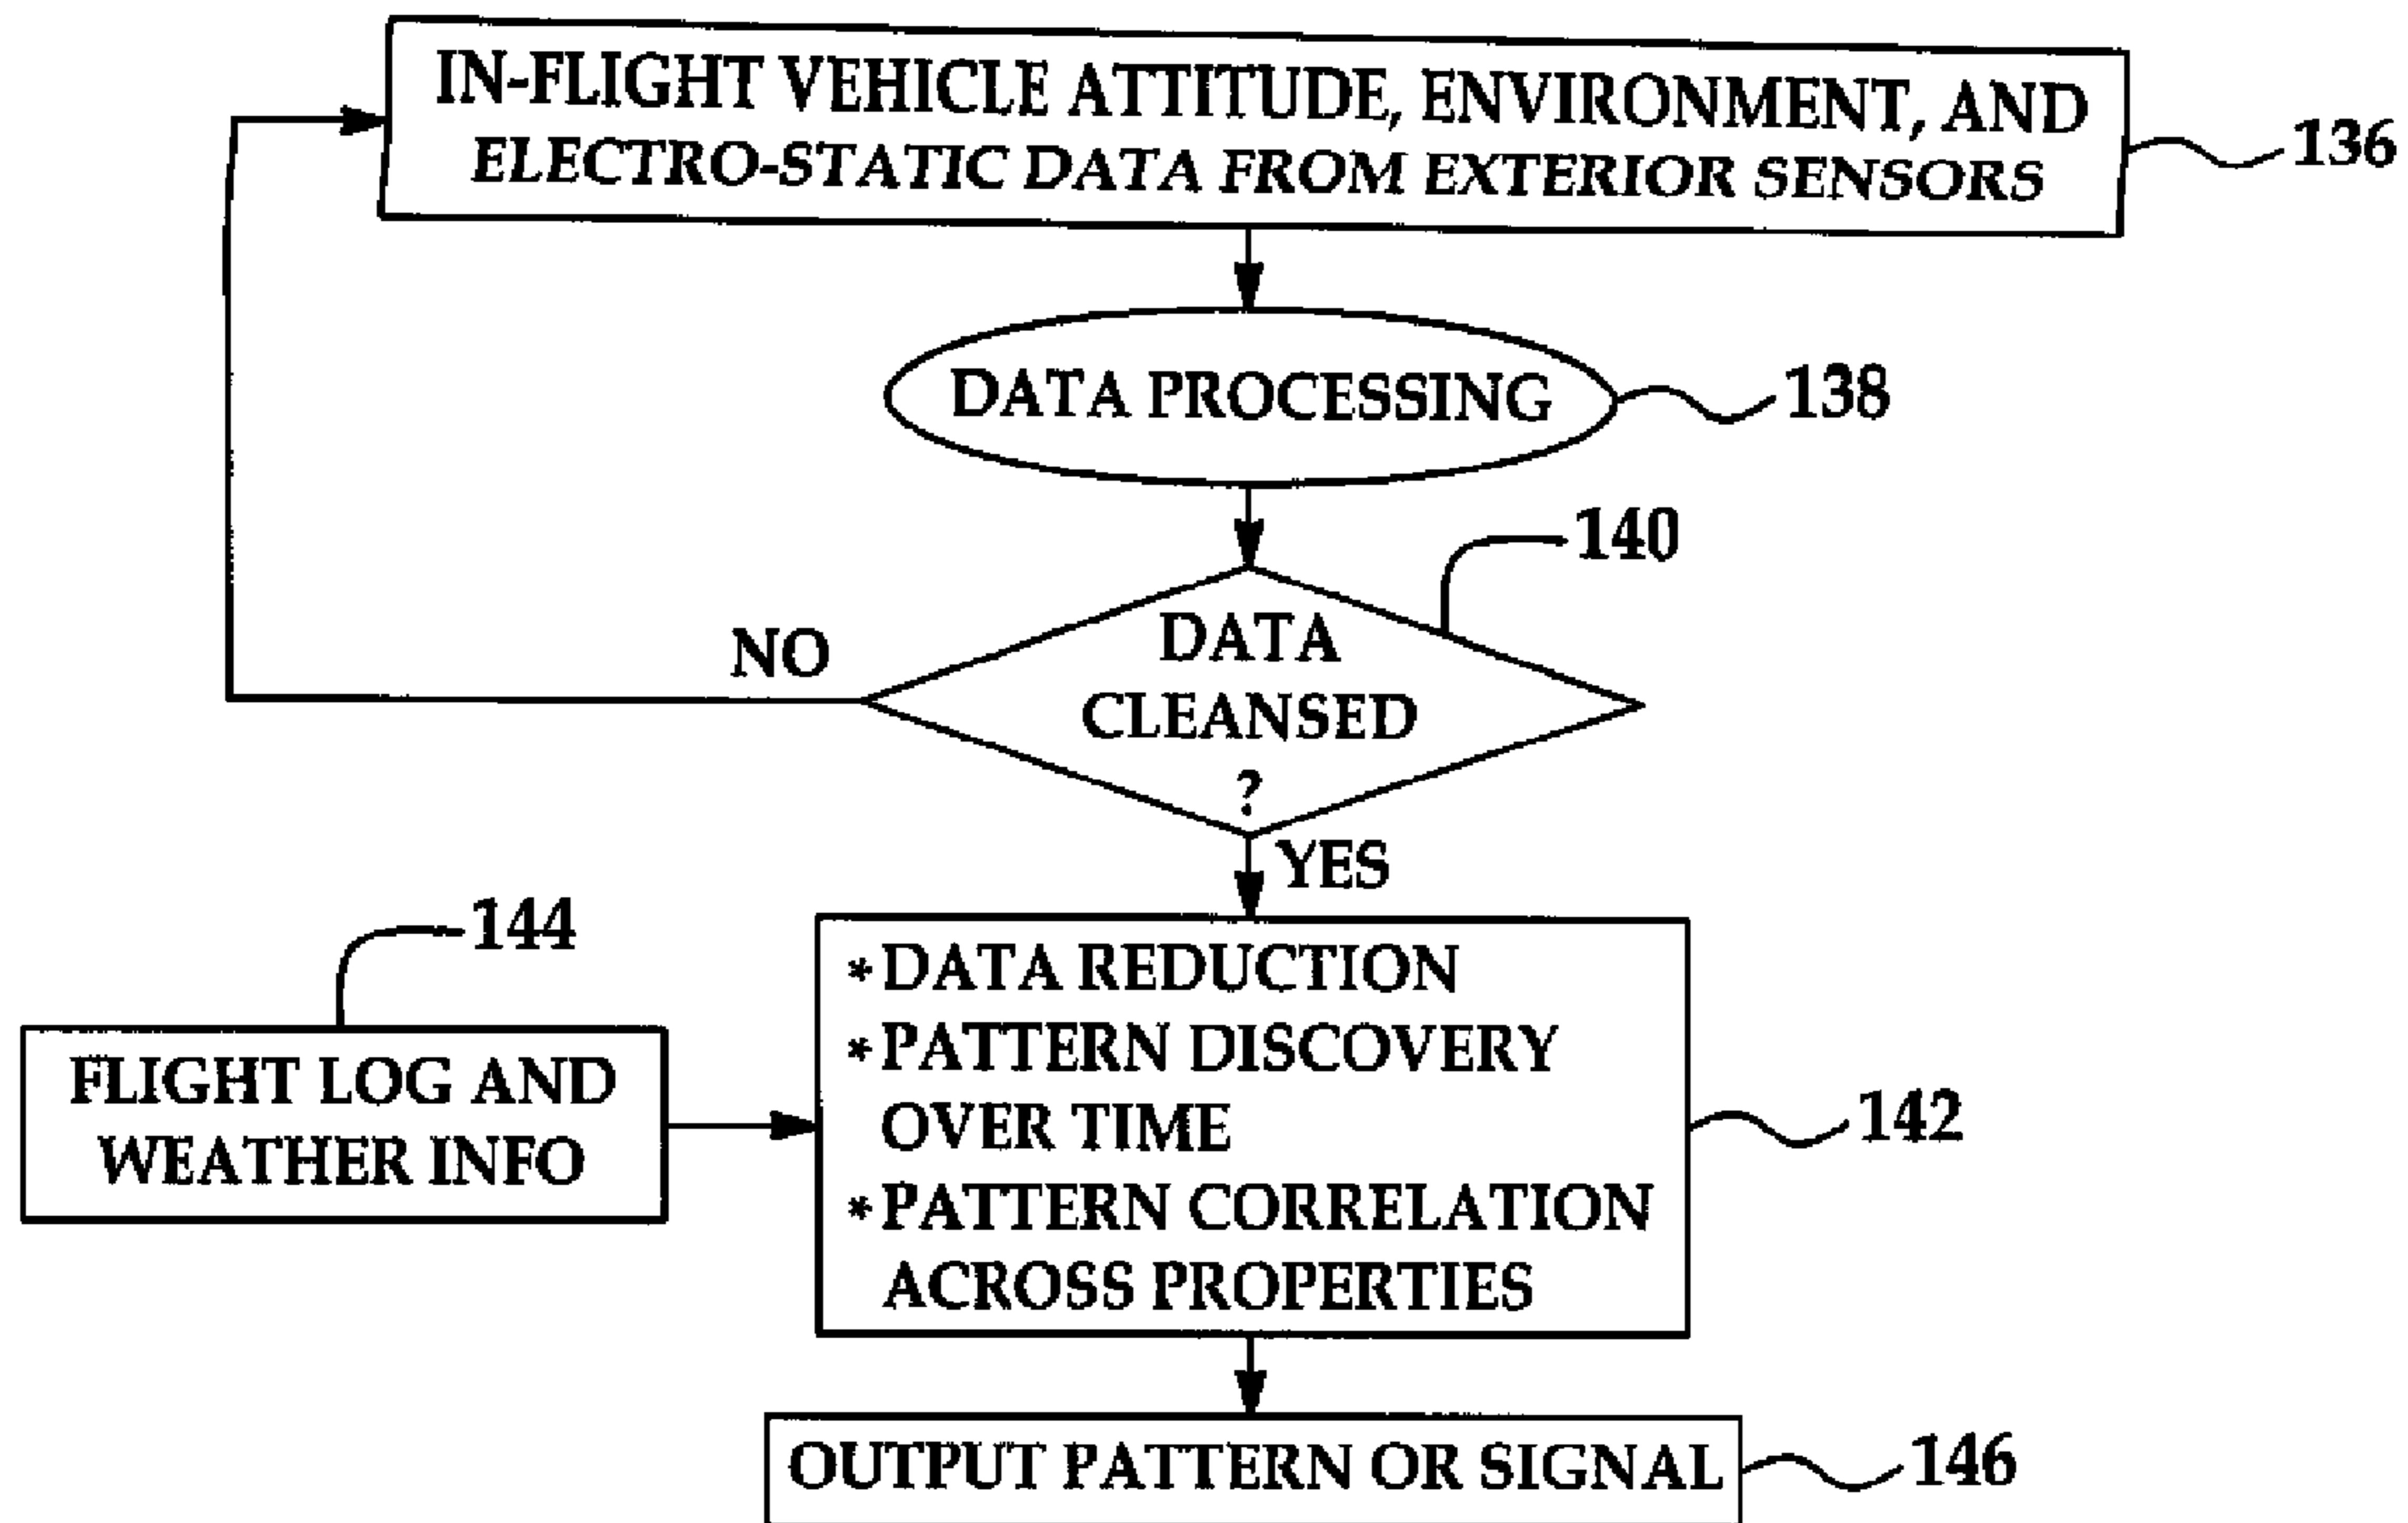 IN-FLIGHT VEHICLE ATTITUDE, ENVIRONMENT, AND
ELECTRO-STATIC DATA FROM EXTERIOR SENSORS
136
DATA PROCESSING
138
140
NO
DATA
CLEANSED
?
YES
144
FLIGHT LOG AND
WEATHER INFO
* DATA REDUCTION
* PATTERN DISCOVERY
OVER TIME
* PATTERN CORRELATION
ACROSS PROPERTIES
142
OUTPUT PATTERN OR SIGNAL
146